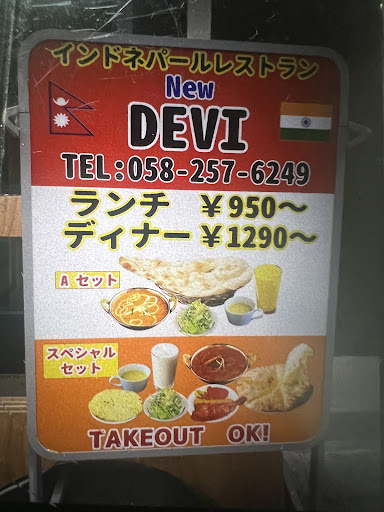 インドネパールレストラン
New
DEVI
TEL:058-257-6249
ランチ ￥950～
ディナー￥1290～
A セット
スペシャル
セット
TAKEOUT OK!